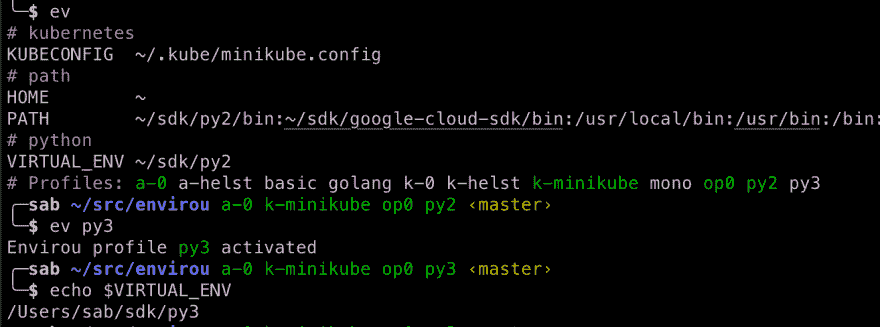 └─$ ev
# kubernetes
KUBECONFIG ~/.kube/minikube.config
# path
HOME ~
PATH ~/sdk/py2/bin:~/sdk/google-cloud-sdk/bin:/usr/local/bin:/usr/bin:/bin:
# python
VIRTUAL_ENV ~/sdk/py2
# Profiles: a-0 a-helst basic golang k-0 k-helst k-minikube mono op0 py2 py3
┌─sab ~/src/envirou a-0 k-minikube op0 py2 ‹master›
└─$ ev py3
Envirou profile py3 activated
┌─sab ~/src/envirou a-0 k-minikube op0 py3 ‹master›
└─$ echo $VIRTUAL_ENV
/Users/sab/sdk/py3